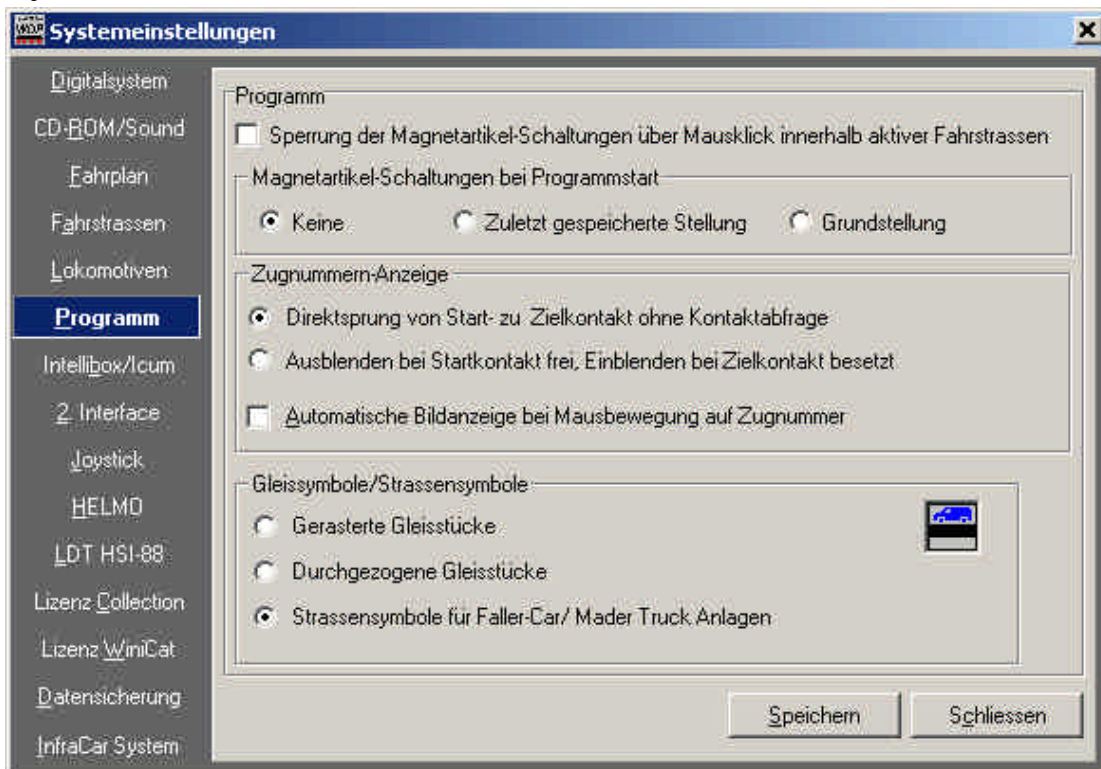 Systemeinstellungen
Digitalsystem
CD-ROM/Sound
Fahrplan
Fahrstrassen
Lokomotiven
Programm
Intellibox/Icum
2. Interface
Joystick
HELMO
LDT HSI-88
Lizenz Collection
Lizenz WiniCat
Datensicherung
InfraCar System
Programm
Sperrung der Magnetartikel-Schaltungen über Mausklick innerhalb aktiver Fahrstrassen
Magnetartikel-Schaltungen bei Programmstart
Keine Zuletzt gespeicherte Stellung Grundstellung
Zugnummern-Anzeige
Direktsprung von Start- zu Zielkontakt ohne Kontaktabfrage
Ausblenden bei Startkontakt frei, Einblenden bei Zielkontakt besetzt
Automatische Bildanzeige bei Mausbewegung auf Zugnummer
Gleissymbole/Strassensymbole
Gerasterte Gleisstücke
Durchgezogene Gleisstücke
Strassensymbole für Faller-Car/ Mader Truck Anlagen
Speichern Schliessen